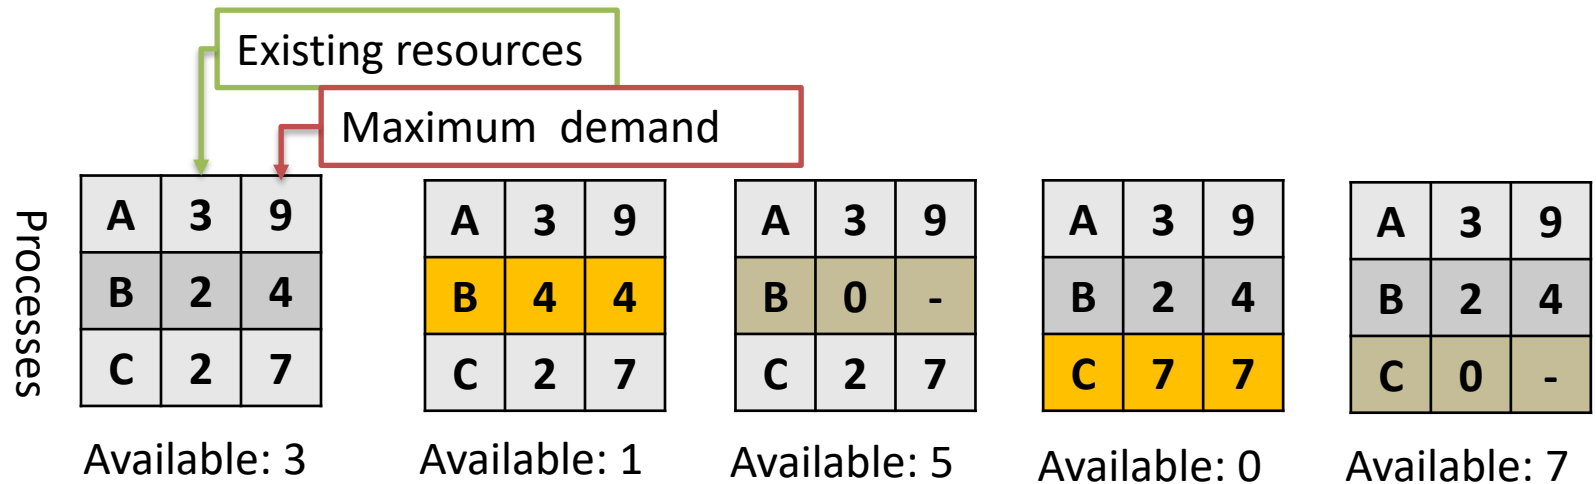 Existing resources
Maximum demand
Processes
A 3 9
B 2 4
C 2 7
Available: 3
A 3 9
B 4 4
C 2 7
Available: 1
A 3 9
B 0 -
C 2 7
Available: 5
A 3 9
B 2 4
C 7 7
Available: 0
A 3 9
B 2 4
C 0 -
Available: 7